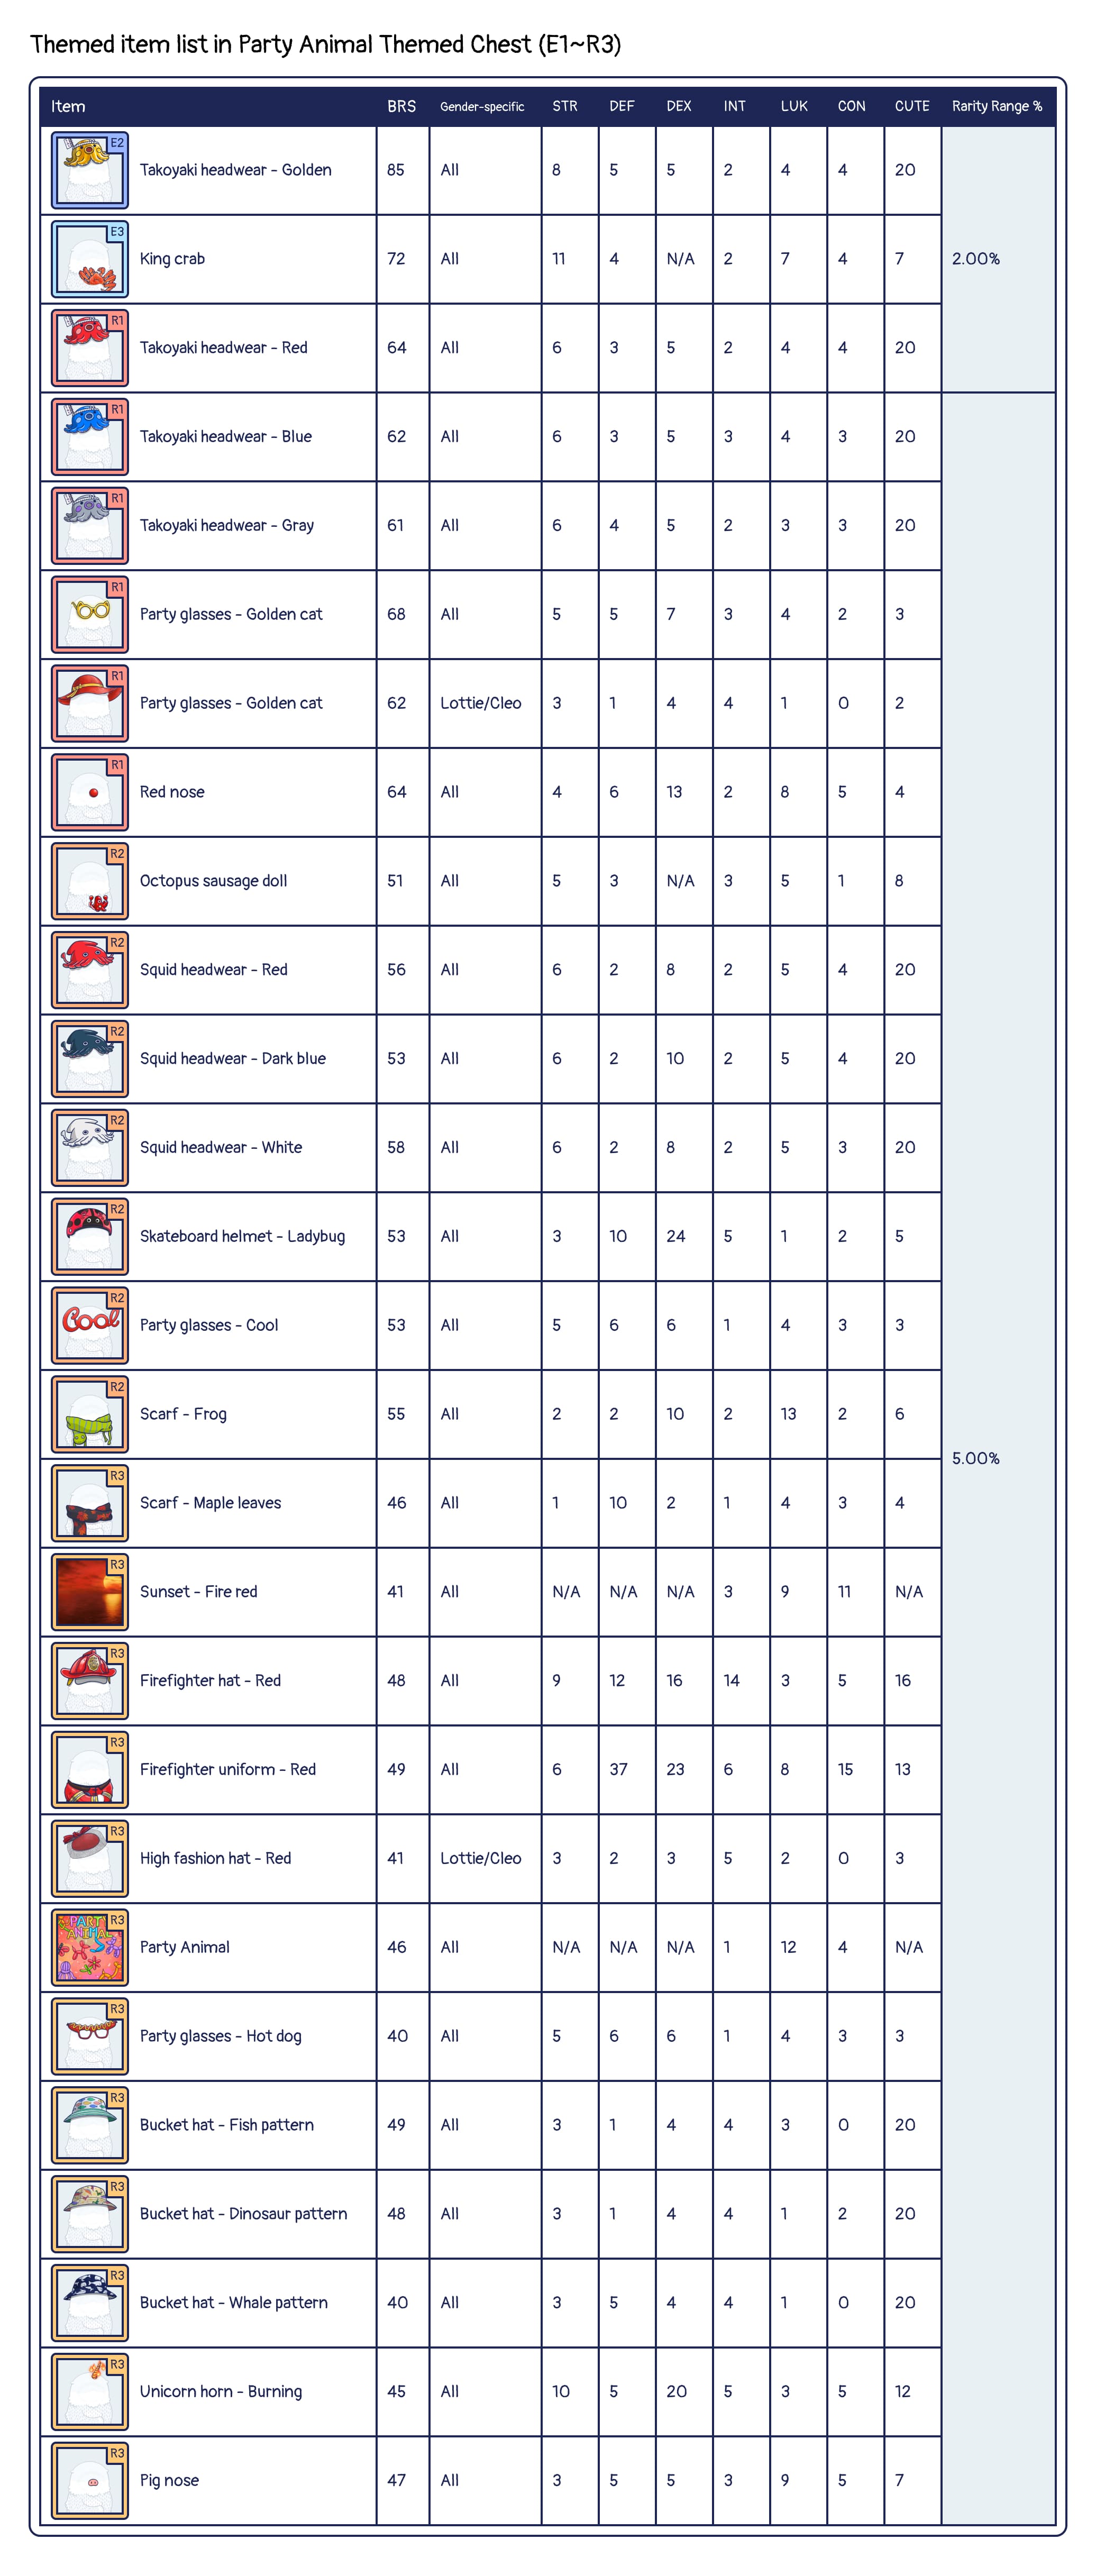 Themed item list in Party Animal Themed Chest (E1~R3)
Item BRS Gender-specific STR DEF DEX INT LUK CON CUTE Rarity Range %
E2 Takoyaki headwear - Golden 85 All 8 5 5 2 4 4 20
E3 King crab 72 All 11 4 N/A 2 7 4 7 2.00%
R1 Takoyaki headwear - Red 64 All 6 3 5 2 4 4 20
R1 Takoyaki headwear - Blue 62 All 6 3 5 3 4 3 20
R1 Takoyaki headwear - Gray 61 All 6 4 5 2 3 3 20
R1 Party glasses - Golden cat 68 All 5 5 7 3 4 2 3
R1 Party glasses - Golden cat 62 Lottie/Cleo 3 1 4 4 1 0 2
R1 Red nose 64 All 4 6 13 2 8 5 4
R2 Octopus sausage doll 51 All 5 3 N/A 3 5 1 8
R2 Squid headwear - Red 56 All 6 2 8 2 5 4 20
R2 Squid headwear - Dark blue 53 All 6 2 10 2 5 4 20
R2 Squid headwear - White 58 All 6 2 8 2 5 3 20
R2 Skateboard helmet - Ladybug 53 All 3 10 24 5 1 2 5
Cool R2 Party glasses - Cool 53 All 5 6 6 1 4 3 3
R2 Scarf - Frog 55 All 2 2 10 2 13 2 6
5.00%
R3 Scarf - Maple leaves 46 All 1 10 2 1 4 3 4
R3 Sunset - Fire red 41 All N/A N/A N/A 3 9 11 N/A
R3 Firefighter hat - Red 48 All 9 12 16 14 3 5 16
R3 Firefighter uniform - Red 49 All 6 37 23 6 8 15 13
R3 High fashion hat - Red 41 Lottie/Cleo 3 2 3 5 2 0 3
PARTY ANIMAL R3 Party Animal 46 All N/A N/A N/A 1 12 4 N/A
R3 Party glasses - Hot dog 40 All 5 6 6 1 4 3 3
R3 Bucket hat - Fish pattern 49 All 3 1 4 4 3 0 20
R3 Bucket hat - Dinosaur pattern 48 All 3 1 4 4 1 2 20
R3 Bucket hat - Whale pattern 40 All 3 5 4 4 1 0 20
R3 Unicorn horn - Burning 45 All 10 5 20 5 3 5 12
R3 Pig nose 47 All 3 5 5 3 9 5 7